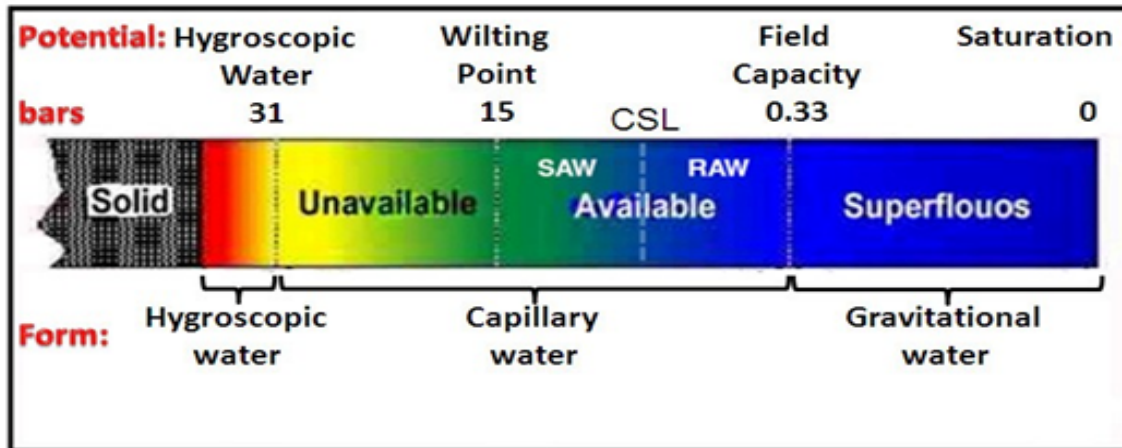 Potential: Hygroscopic Water Wilting Point Field Capacity Saturation
bars 31 15 CSL 0.33 0
SAW RAW
Solid Unavailable Available Superflouos
Form: Hygroscopic water Capillary water Gravitational water